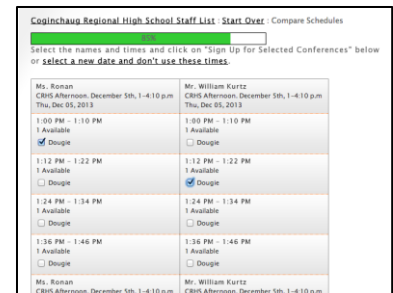 Coginchaug Regional High School Staff List : Start Over : Compare Schedules
85%
Select the names and times and click on "Sign Up for Selected Conferences" below
or select a new date and don't use these times.
Ms. Ronan Mr. William Kurtz
CRHS Afternoon. December 5th, 1-4:10 p.m CRHS Afternoon. December 5th, 1-4:10 p.m
Thu, Dec 05, 2013 Thu, Dec 05, 2013
1:00 PM - 1:10 PM 1:00 PM - 1:10 PM
1 Available 1 Available
Dougie Dougie
1:12 PM - 1:22 PM 1:12 PM - 1:22 PM
1 Available 1 Available
Dougie Dougie
1:24 PM - 1:34 PM 1:24 PM - 1:34 PM
1 Available 1 Available
Dougie Dougie
1:36 PM - 1:46 PM 1:36 PM - 1:46 PM
1 Available 1 Available
Dougie Dougie
Ms. Ronan Mr. William Kurtz
CRHS Afternoon. December 5th, 1-4:10 p.m CRHS Afternoon. December 5th, 1-4:10 p.m